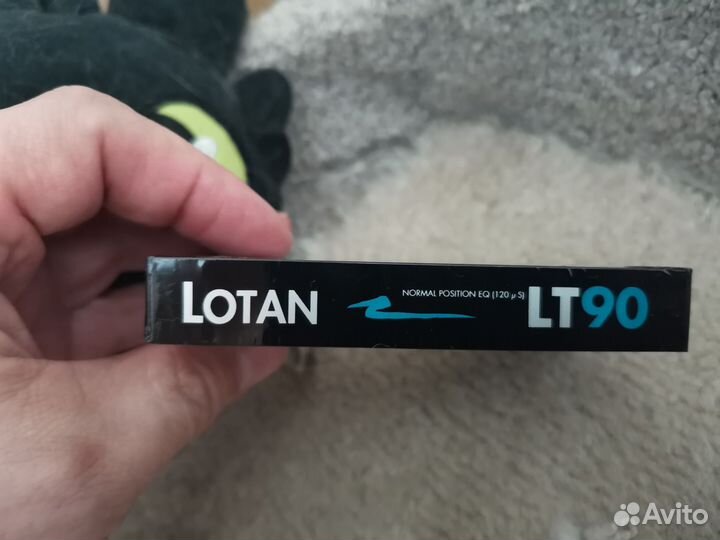 LOTAN
NORMAL POSITION EQ (120 μS)
LT90
Avito